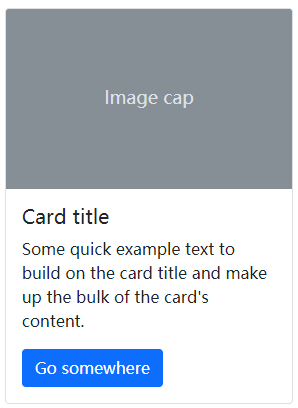 Image cap
Card title
Some quick example text to
build on the card title and make
up the bulk of the card's
content.
Go somewhere